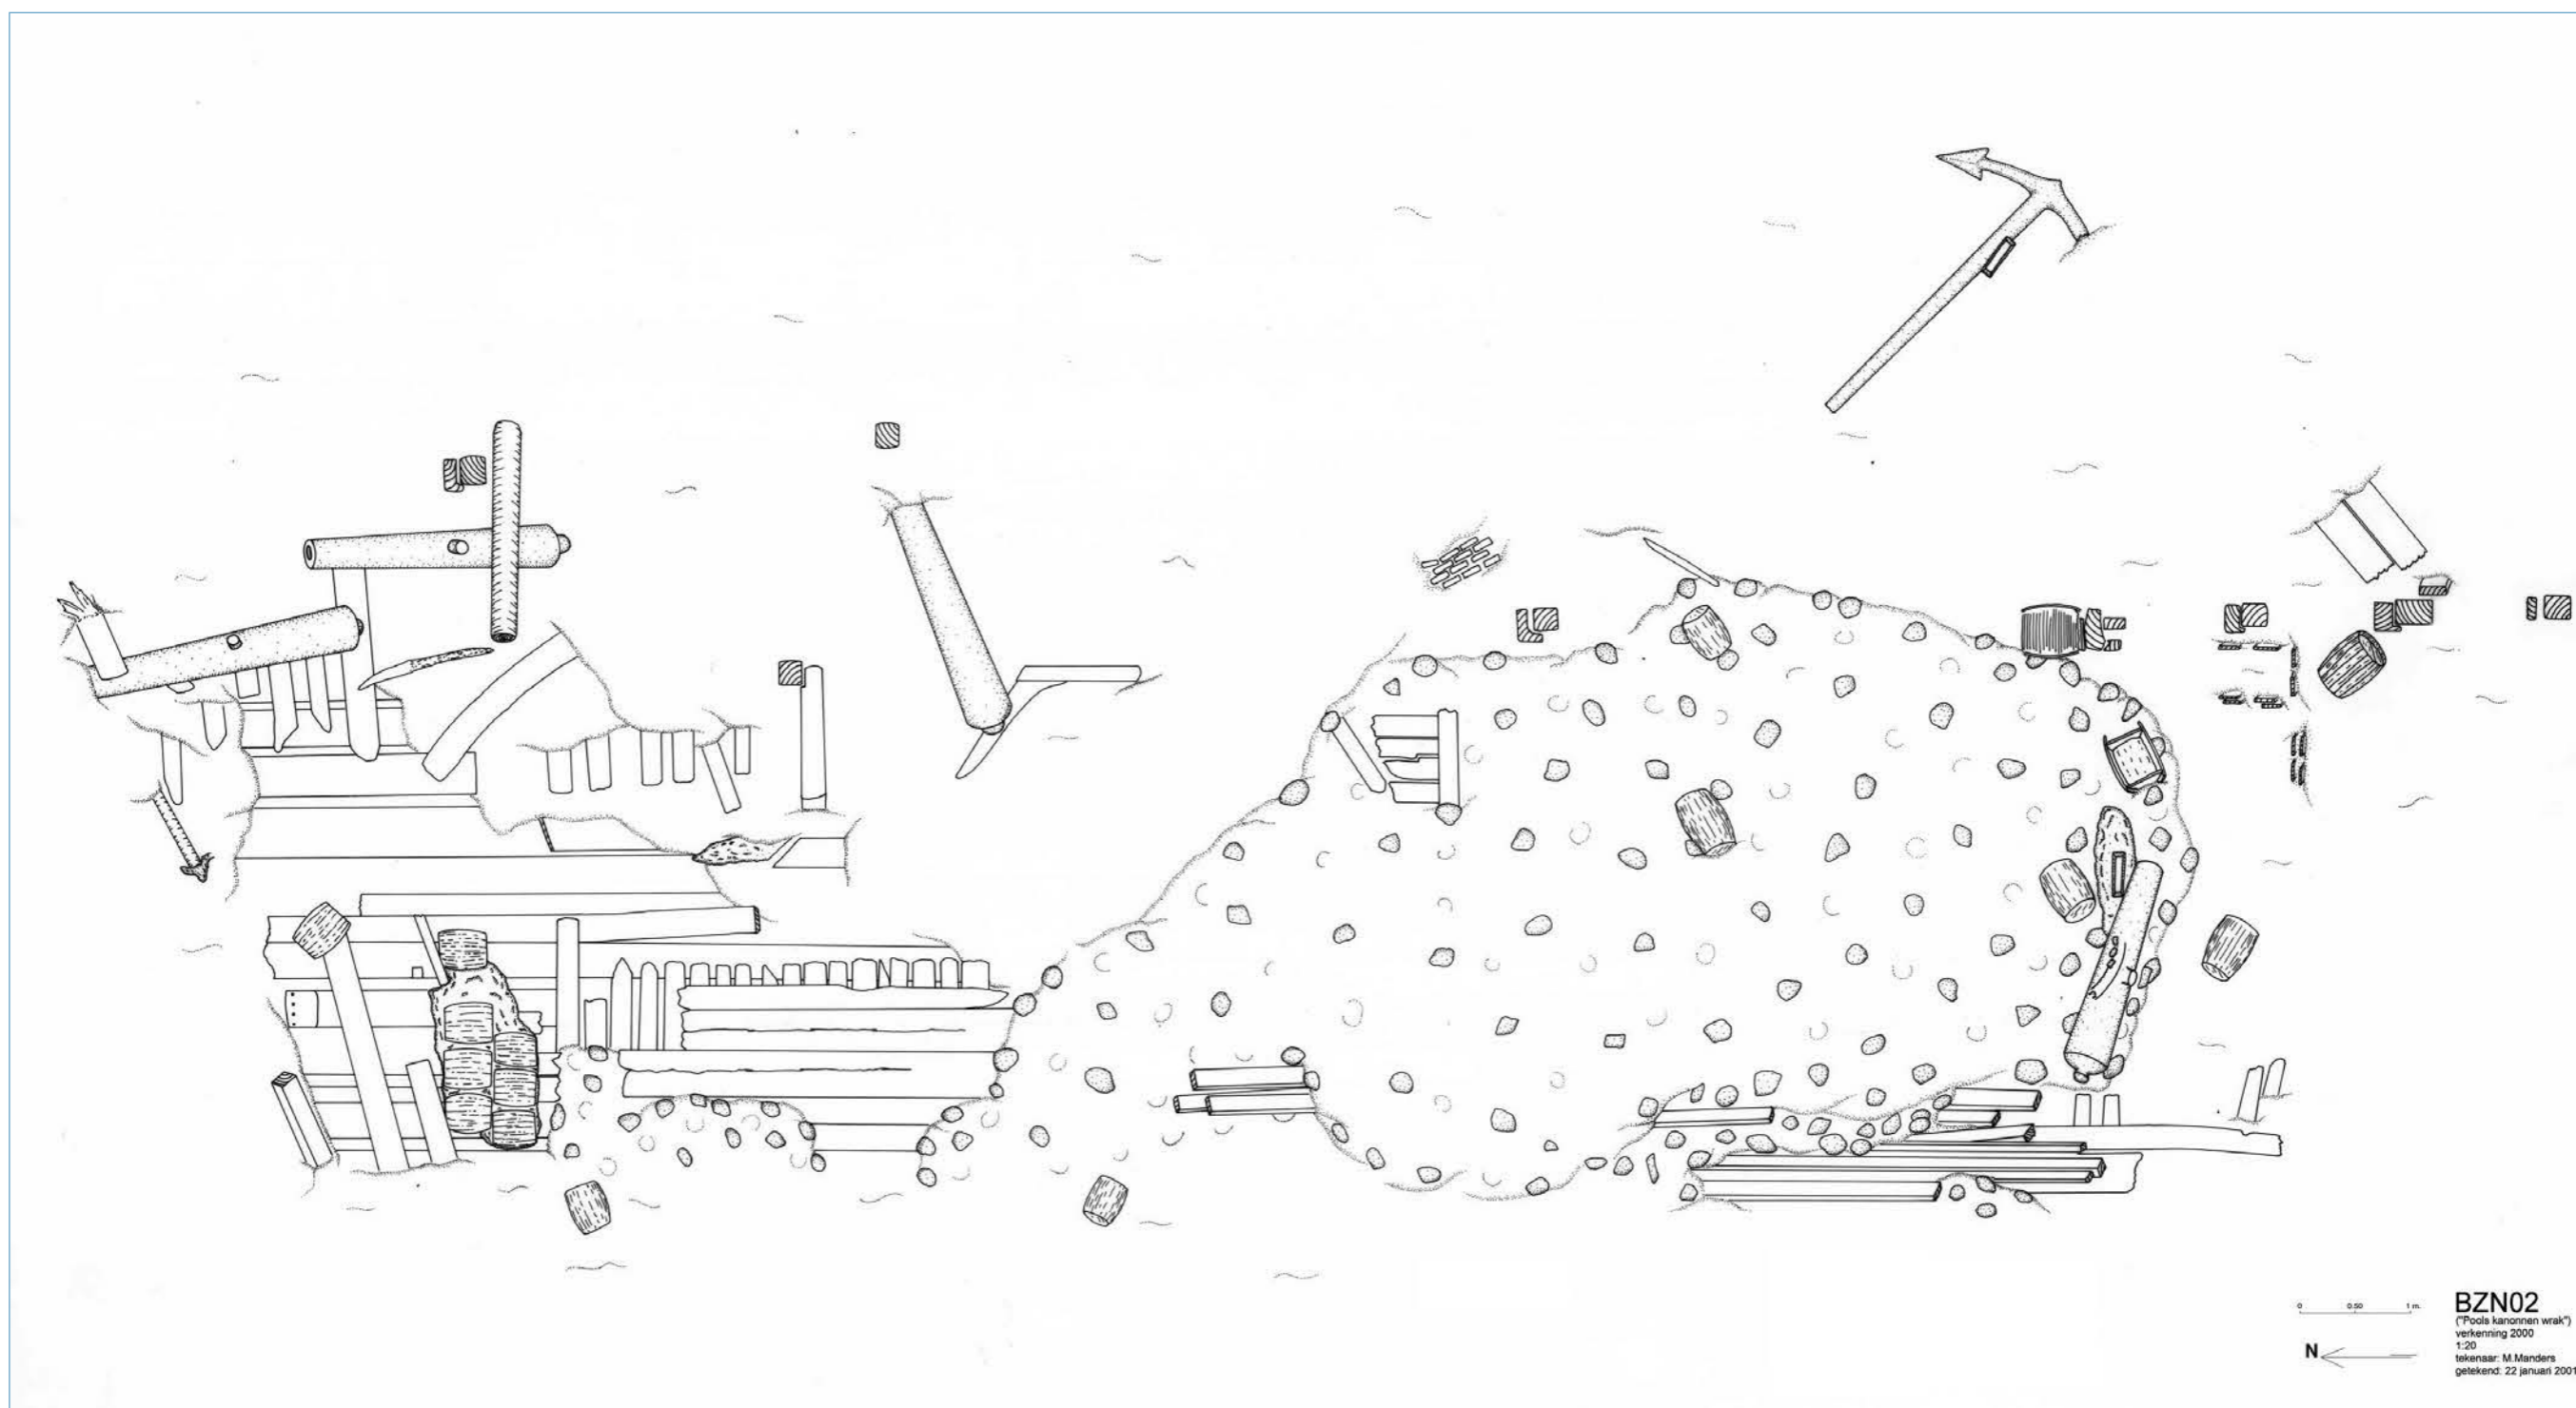 0 0.50 1 m.
N
BZN02
("Pools kanonnen wrak")
verkenning 2000
1:20
tekenaar: M.Manders
getekend: 22 januari 2001